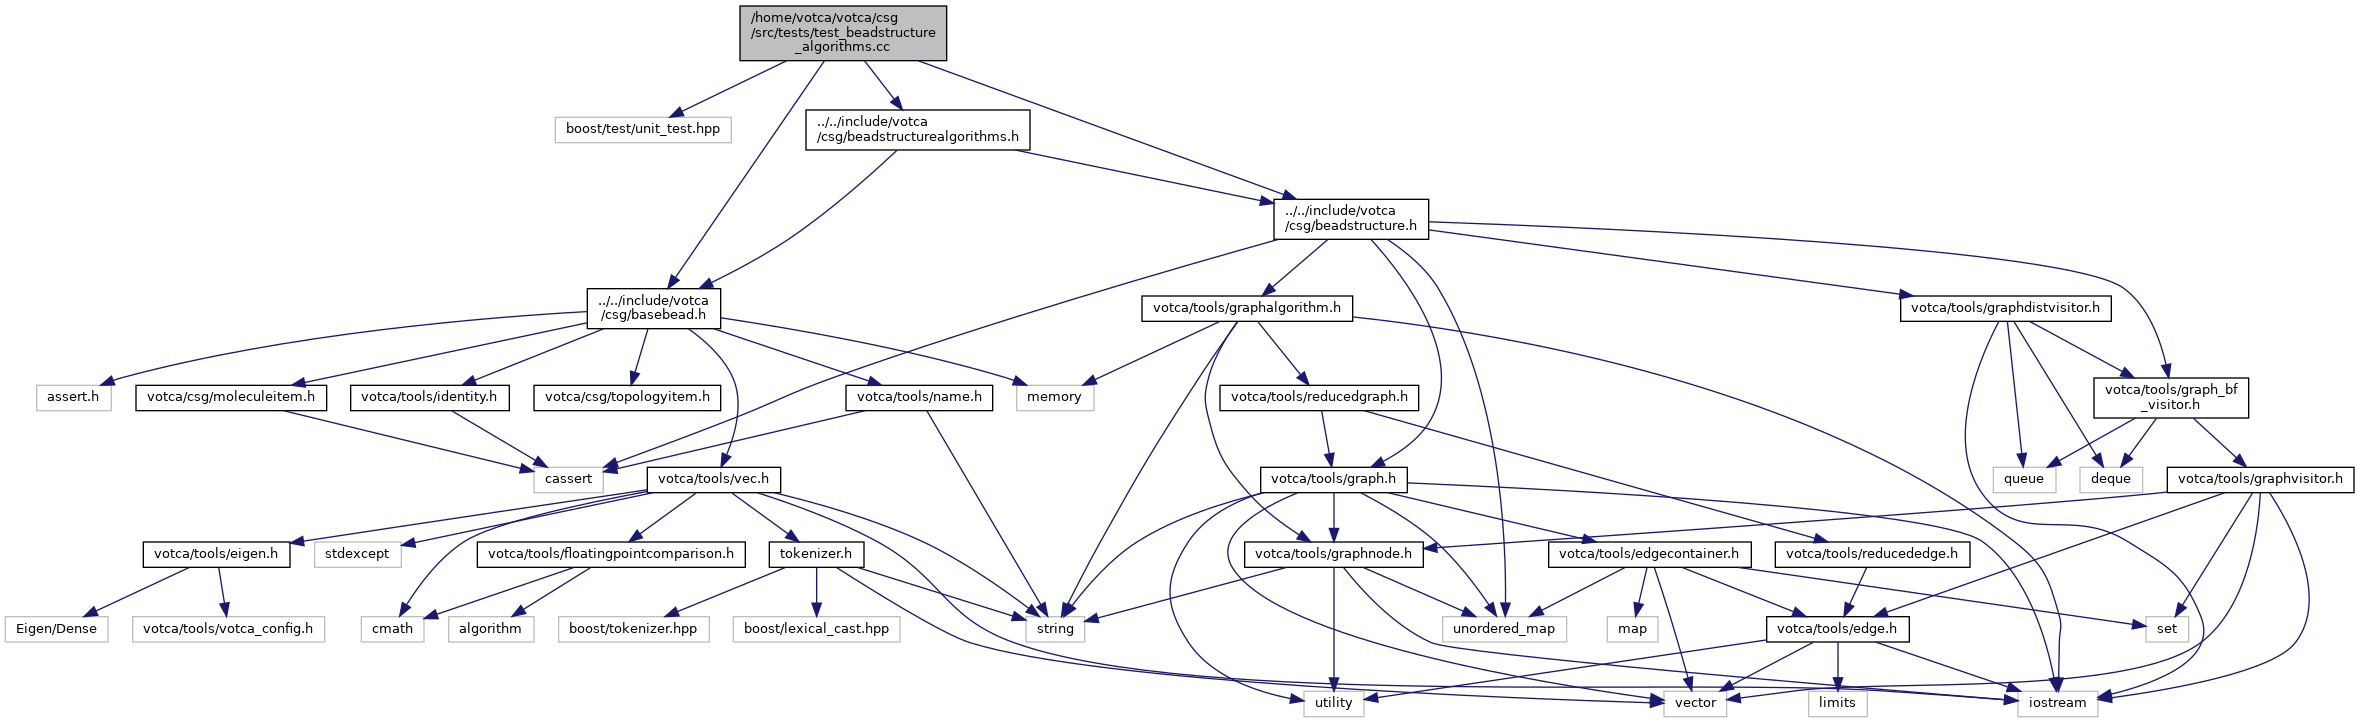 /home/votca/votca/csg
/src/tests/test_beadstructure
_algorithms.cc
boost/test/unit_test.hpp
../../include/votca
/csg/beadstructurealgorithms.h
../../include/votca
/csg/beadstructure.h
../../include/votca
/csg/basebead.h
votca/tools/graphalgorithm.h
votca/tools/graphdistvisitor.h
assert.h
votca/csg/moleculeitem.h
votca/tools/identity.h
votca/csg/topologyitem.h
votca/tools/name.h
memory
votca/tools/reducedgraph.h
votca/tools/graph_bf
_visitor.h
cassert
votca/tools/vec.h
votca/tools/graph.h
queue
deque
votca/tools/graphvisitor.h
votca/tools/eigen.h
stdexcept
votca/tools/floatingpointcomparison.h
tokenizer.h
votca/tools/graphnode.h
votca/tools/edgecontainer.h
votca/tools/reducededge.h
Eigen/Dense
votca/tools/votca_config.h
cmath
algorithm
boost/tokenizer.hpp
boost/lexical_cast.hpp
string
unordered_map
map
votca/tools/edge.h
set
utility
vector
limits
iostream